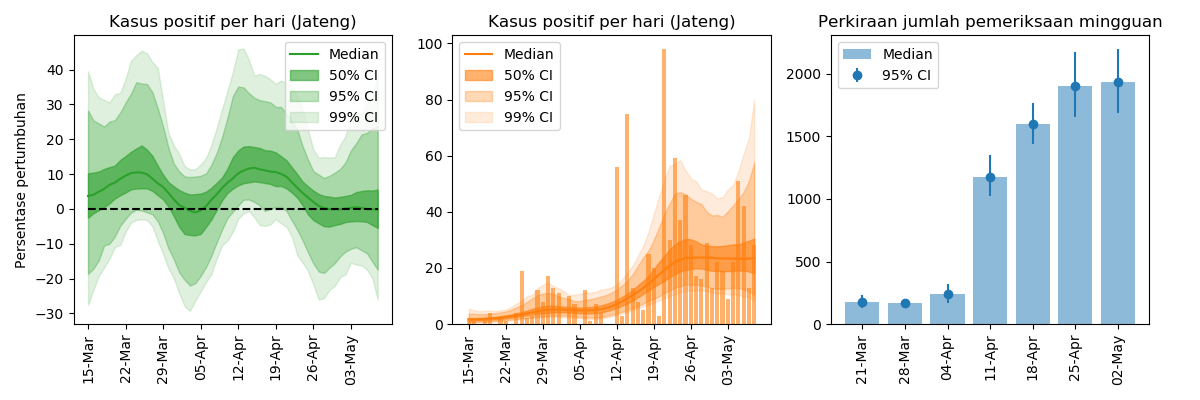 Kasus positif per hari (Jateng)
Persentase pertumbuhan
40
30
20
10
0
−10
−20
−30
Median
50% CI
95% CI
99% CI
15-Mar
22-Mar
29-Mar
05-Apr
12-Apr
19-Apr
26-Apr
03-May
Kasus positif per hari (Jateng)
100
80
60
40
20
0
Median
50% CI
95% CI
99% CI
15-Mar
22-Mar
29-Mar
05-Apr
12-Apr
19-Apr
26-Apr
03-May
Perkiraan jumlah pemeriksaan mingguan
2000
1500
1000
500
0
Median
95% CI
21-Mar
28-Mar
04-Apr
11-Apr
18-Apr
25-Apr
02-May